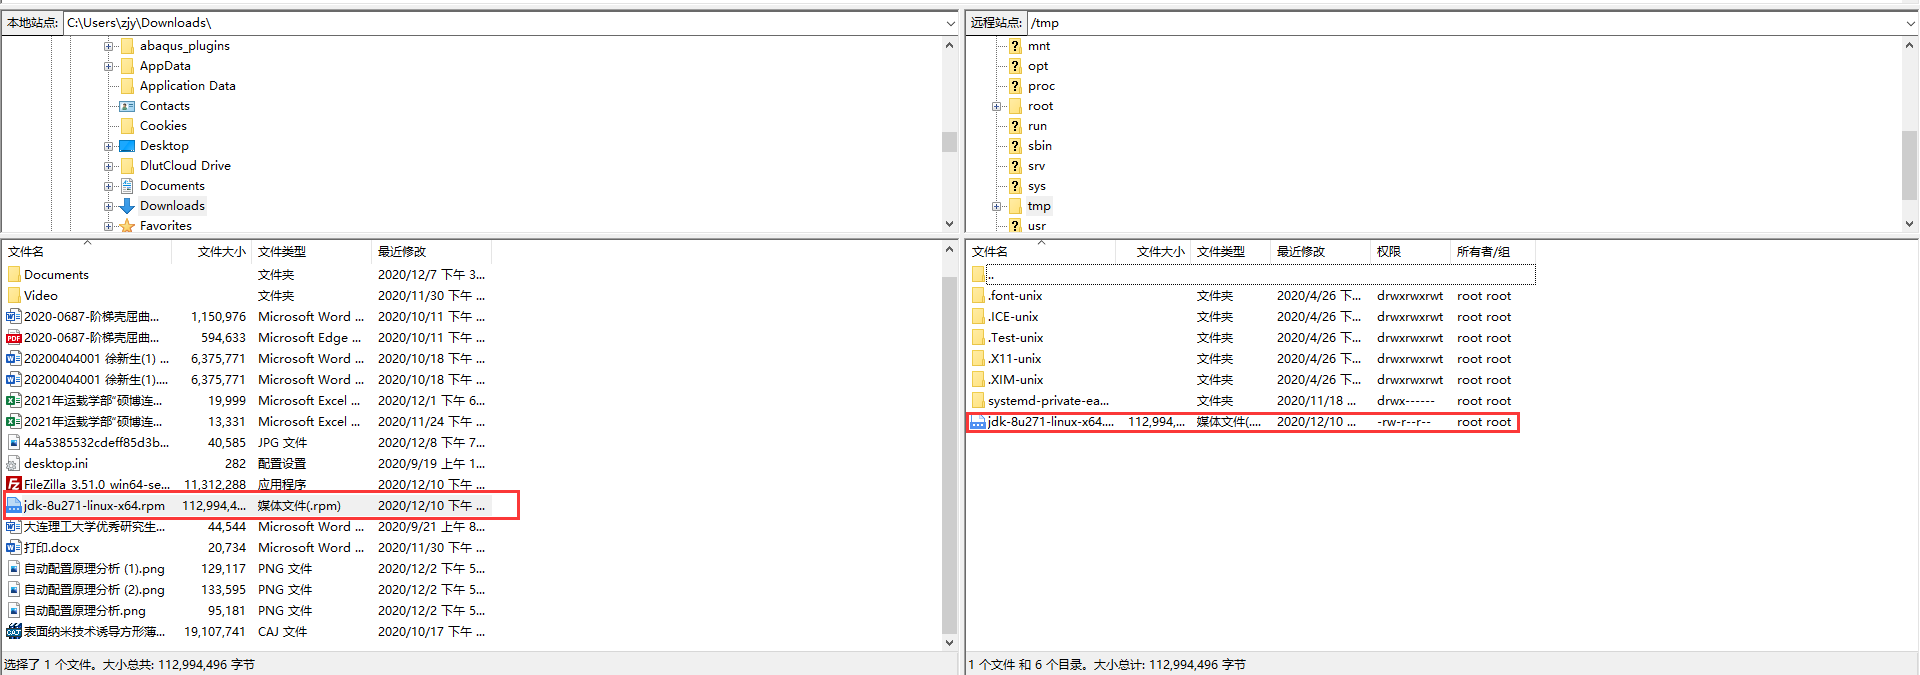 本地站点: C:\Users\zjy\Downloads\
abaqus_plugins
AppData
Application Data
Contacts
Cookies
Desktop
DlutCloud Drive
Documents
Downloads
Favorites
文件名 文件大小 文件类型 最近修改
Documents 文件夹 2020/12/7 下午 3...
Video 文件夹 2020/11/30 下午 ...
2020-0687-阶梯壳屈曲... 1,150,976 Microsoft Word ... 2020/10/11 下午 ...
2020-0687-阶梯壳屈曲... 594,633 Microsoft Edge ... 2020/10/11 下午 ...
20200404001 徐新生(1) ... 6,375,771 Microsoft Word ... 2020/10/18 下午 ...
20200404001 徐新生(1).... 6,375,771 Microsoft Word ... 2020/10/18 下午 ...
2021年运载学部“硕博连... 19,999 Microsoft Excel ... 2020/12/1 下午 6...
2021年运载学部“硕博连... 13,331 Microsoft Excel ... 2020/11/24 下午 ...
44a5385532cdeff85d3b... 40,585 JPG 文件 2020/12/8 下午 7...
desktop.ini 282 配置设置 2020/9/19 上午 1...
FileZilla_3.51.0_win64-se... 11,312,288 应用程序 2020/12/10 下午 ...
jdk-8u271-linux-x64.rpm 112,994,4... 媒体文件(.rpm) 2020/12/10 下午 ...
大连理工大学优秀研究生... 44,544 Microsoft Word ... 2020/9/21 上午 8...
打印.docx 20,734 Microsoft Word ... 2020/11/30 下午 ...
自动配置原理分析 (1).png 129,117 PNG 文件 2020/12/2 下午 5...
自动配置原理分析 (2).png 133,595 PNG 文件 2020/12/2 下午 5...
自动配置原理分析.png 95,181 PNG 文件 2020/12/2 下午 5...
表面纳米技术诱导方形薄... 19,107,741 CAJ 文件 2020/10/17 下午 ...
选择了 1 个文件。大小总共: 112,994,496 字节
远程站点: /tmp
mnt
opt
proc
root
run
sbin
srv
sys
tmp
usr
文件名 文件大小 文件类型 最近修改 权限 所有者/组
..
.font-unix 文件夹 2020/4/26 下... drwxrwxrwt root root
.ICE-unix 文件夹 2020/4/26 下... drwxrwxrwt root root
.Test-unix 文件夹 2020/4/26 下... drwxrwxrwt root root
.X11-unix 文件夹 2020/4/26 下... drwxrwxrwt root root
.XIM-unix 文件夹 2020/4/26 下... drwxrwxrwt root root
systemd-private-ea... 文件夹 2020/11/18 ... drwx------ root root
jdk-8u271-linux-x64.... 112,994,... 媒体文件(.... 2020/12/10 ... -rw-r--r-- root root
1 个文件 和 6 个目录。大小总计: 112,994,496 字节